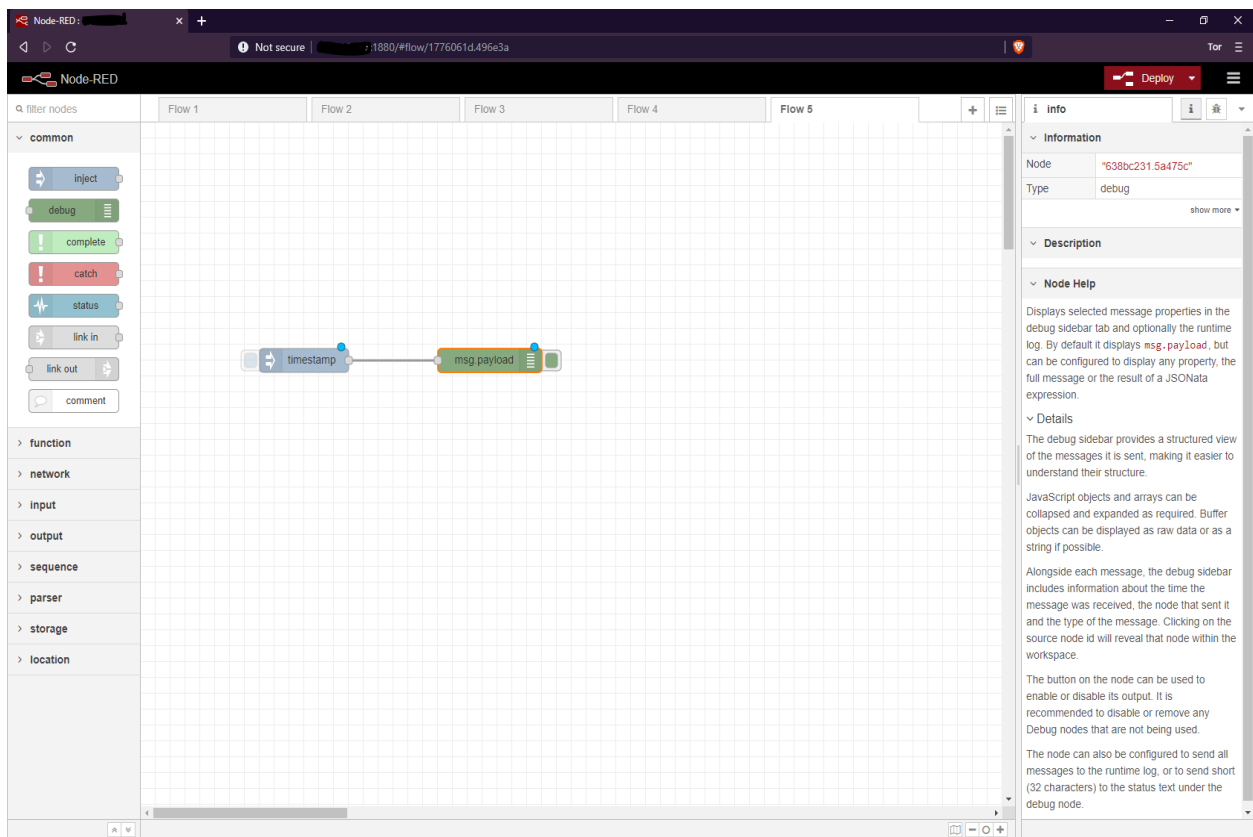 Node-RED :
Not secure
:1880/#flow/1776061d.496e3a
Tor
Node-RED
Deploy
filter nodes
Flow 1
Flow 2
Flow 3
Flow 4
Flow 5
info
common
inject
debug
complete
catch
status
link in
link out
comment
function
network
input
output
sequence
parser
storage
location
timestamp
msg.payload
Information
Node "638bc231.5a475c"
Type debug
show more
Description
Node Help
Displays selected message properties in the
debug sidebar tab and optionally the runtime
log. By default it displays msg.payload, but
can be configured to display any property, the
full message or the result of a JSONata
expression.
Details
The debug sidebar provides a structured view
of the messages it is sent, making it easier to
understand their structure.
JavaScript objects and arrays can be
collapsed and expanded as required. Buffer
objects can be displayed as raw data or as a
string if possible.
Alongside each message, the debug sidebar
includes information about the time the
message was received, the node that sent it
and the type of the message. Clicking on the
source node id will reveal that node within the
workspace.
The button on the node can be used to
enable or disable its output. It is
recommended to disable or remove any
Debug nodes that are not being used.
The node can also be configured to send all
messages to the runtime log, or to send short
(32 characters) to the status text under the
debug node.